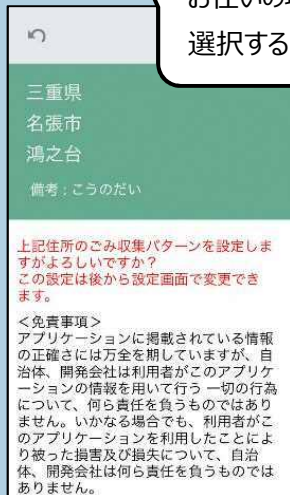 選択する
三重県
名張市
鴻之台
備考：こうのだい
上記住所のごみ収集パターンを設定しま
すがよろしいですか？
この設定は後から設定画面で変更でき
ます。
＜免責事項＞
アプリケーションに掲載されている情報
の正確さには万全を期していますが、自
治体、開発会社は利用者がこのアプリケ
ーションの情報を用いて行う 一切の行為
について、何ら責任を負うものではあり
ません。いかなる場合でも、利用者がこ
のアプリケーションを利用したことによ
り被った損害及び損失について、自治
体、開発会社は何ら責任を負うものでは
ありません。